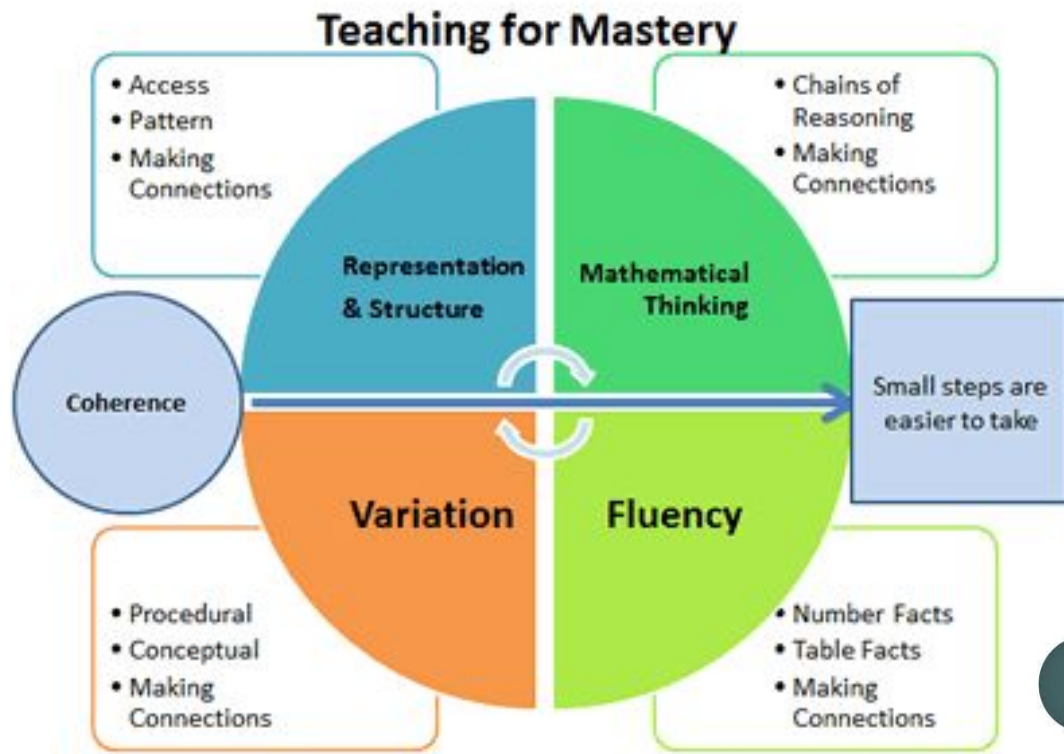 Teaching for Mastery
• Access
• Pattern
• Making
Connections
• Chains of
Reasoning
• Making
Connections
Representation
& Structure
Mathematical
Thinking
Coherence
Small steps are
easier to take
Variation
Fluency
• Procedural
• Conceptual
• Making
Connections
• Number Facts
• Table Facts
• Making
Connections